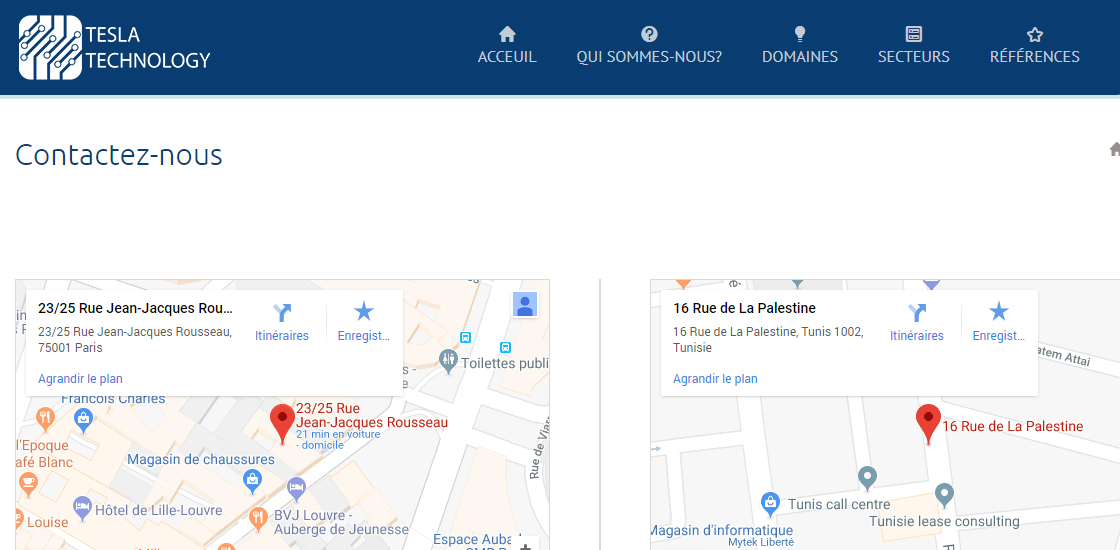 TESLA
TECHNOLOGY
ACCEUIL
QUI SOMMES-NOUS?
DOMAINES
SECTEURS
RÉFÉRENCES
Contactez-nous
23/25 Rue Jean-Jacques Rou...
23/25 Rue Jean-Jacques Rousseau,
75001 Paris
Itinéraires
Enregist...
Agrandir le plan
Toilettes publi
François Charles
23/25 Rue
Jean-Jacques Rousseau
21 min en voiture
- domicile
l'Epoque
afé Blanc
Magasin de chaussures
Rue de Viar
Hôtel de Lille-Louvre
Louise
BVJ Louvre -
Auberge de Jeunesse
Espace Auba
16 Rue de La Palestine
16 Rue de La Palestine, Tunis 1002,
Tunisie
Itinéraires
Enregist...
Agrandir le plan
atem Attai
16 Rue de La Palestine
Tunis call centre
Tunisie lease consulting
Magasin d'informatique
Mytek Liberté